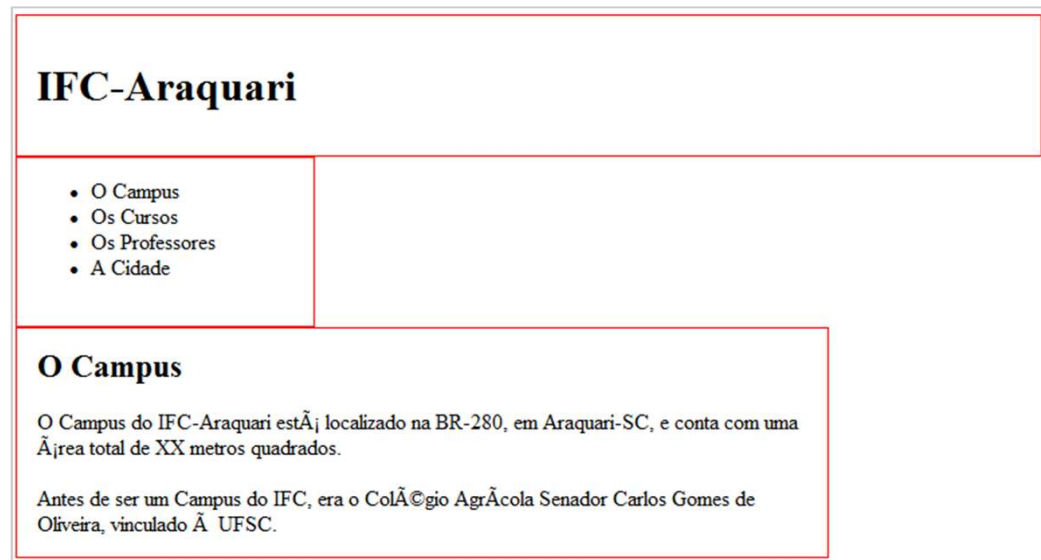 IFC-Araquari
• O Campus
• Os Cursos
• Os Professores
• A Cidade
O Campus
O Campus do IFC-Araquari estÃ¡ localizado na BR-280, em Araquari-SC, e conta com uma
Ã¡rea total de XX metros quadrados.
Antes de ser um Campus do IFC, era o ColÃ©gio AgrÃcola Senador Carlos Gomes de
Oliveira, vinculado Ã UFSC.